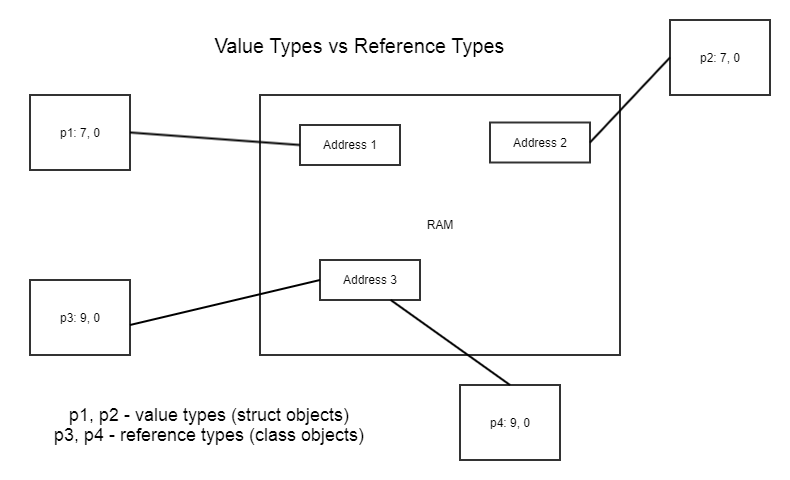 Value Types vs Reference Types
p2: 7, 0
p1: 7, 0
Address 1
Address 2
RAM
Address 3
p3: 9, 0
p1, p2 - value types (struct objects)
p3, p4 - reference types (class objects)
p4: 9, 0